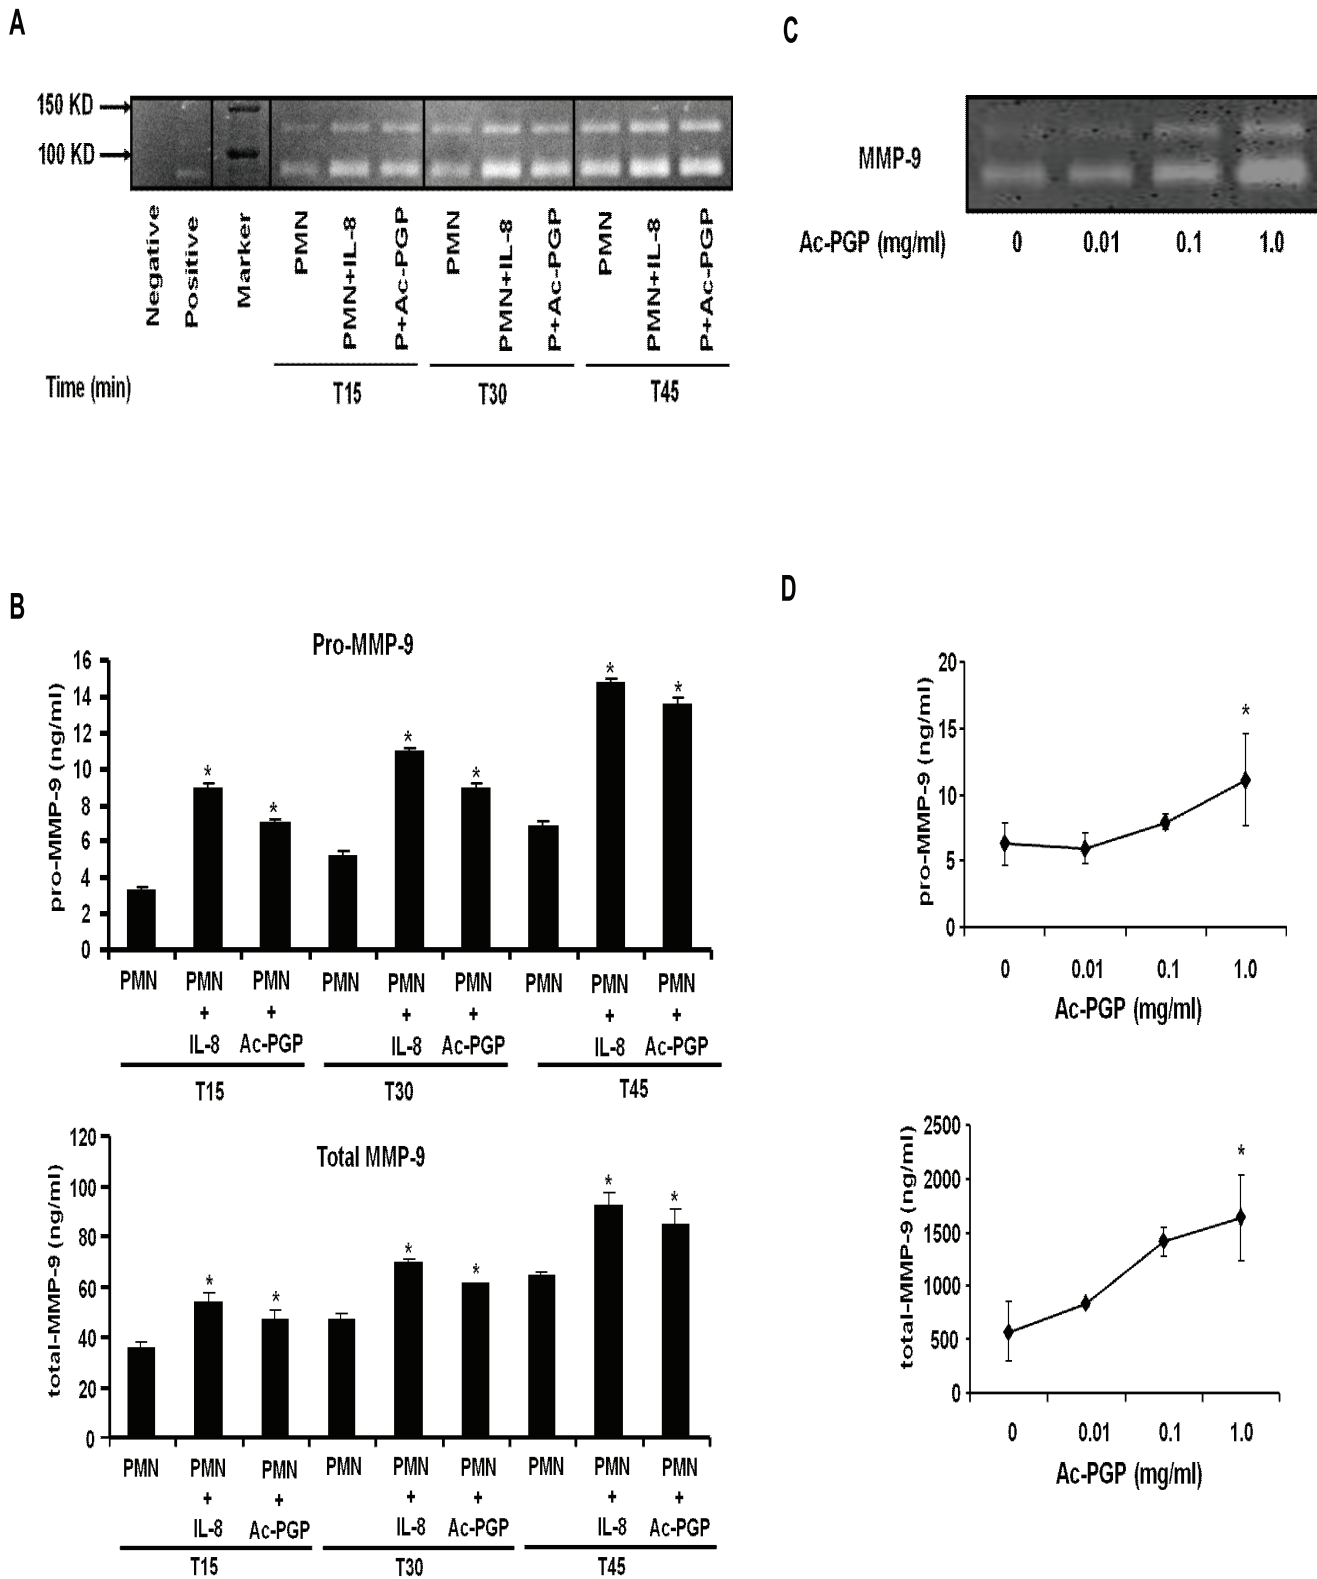 A
150 KD
100 KD
Negative
Positive
Marker
PMN
PMN+IL-8
P+Ac-PGP
PMN
PMN+IL-8
P+Ac-PGP
PMN
PMN+IL-8
P+Ac-PGP
Time (min)
T15
T30
T45
C
MMP-9
Ac-PGP (mg/ml)
0
0.01
0.1
1.0
B
Pro-MMP-9
pro-MMP-9 (ng/ml)
16
14
12
10
8
6
4
2
0
*
*
*
*
*
*
PMN PMN PMN PMN PMN PMN PMN PMN PMN
+ + + + + +
IL-8 Ac-PGP IL-8 Ac-PGP IL-8 Ac-PGP
T15 T30 T45
Total MMP-9
total-MMP-9 (ng/ml)
120
100
80
60
40
20
0
*
*
*
*
*
*
PMN PMN PMN PMN PMN PMN PMN PMN PMN
+ + + + + +
IL-8 Ac-PGP IL-8 Ac-PGP IL-8 Ac-PGP
T15 T30 T45
D
pro-MMP-9 (ng/ml)
20
15
10
5
0
*
0 0.01 0.1 1.0
Ac-PGP (mg/ml)
total-MMP-9 (ng/ml)
2500
2000
1500
1000
500
0
*
0 0.01 0.1 1.0
Ac-PGP (mg/ml)